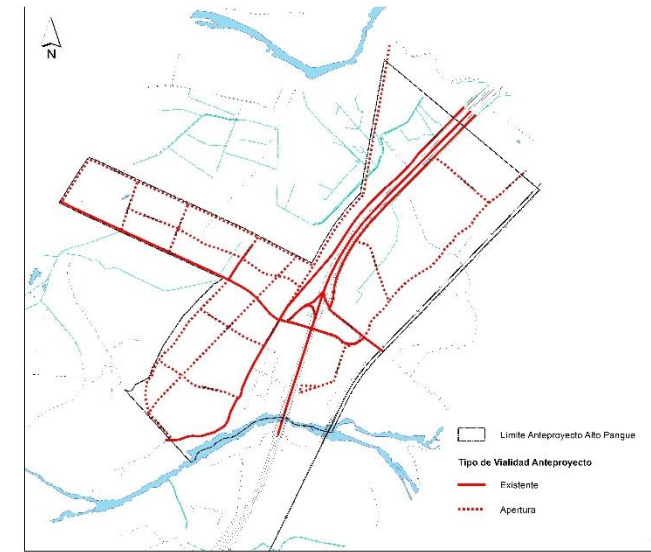 N
Límite Anteproyecto Alto Pangue
Tipo de Vialidad Anteproyecto
Existente
Apertura